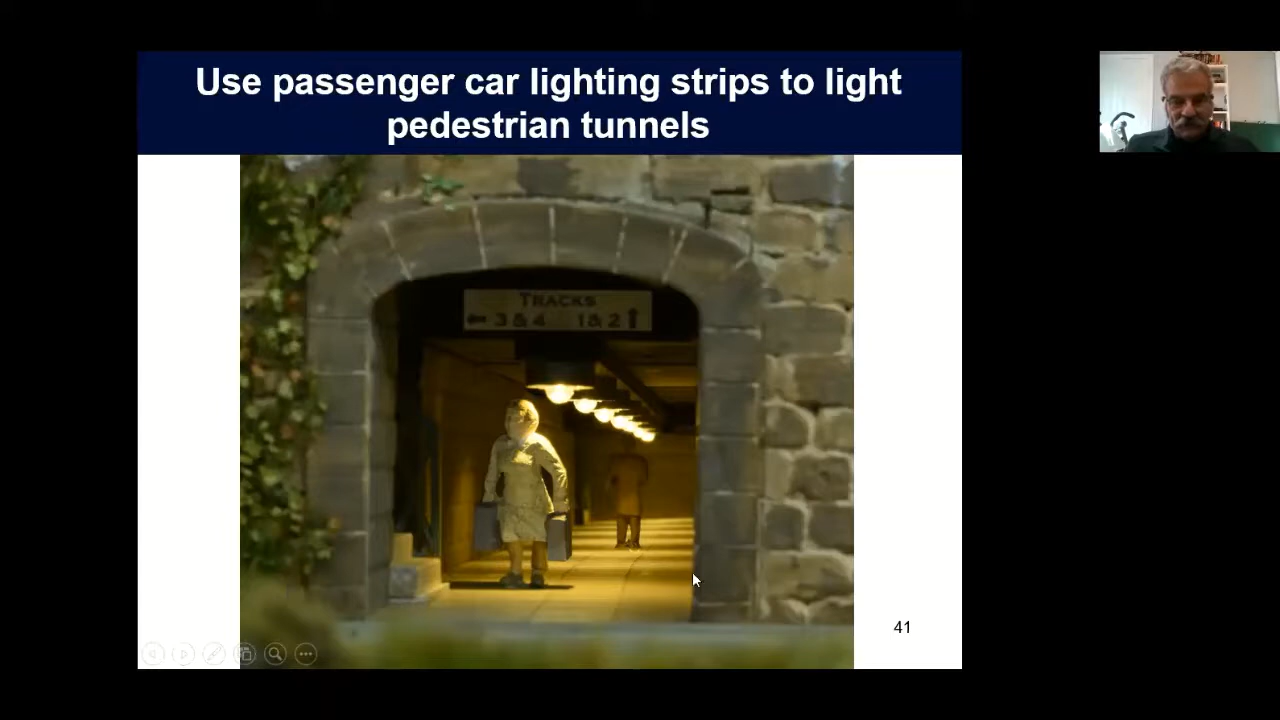 Use passenger car lighting strips to light
pedestrian tunnels
TRACKS
← 3 & 4 1 & 2 ↑
41